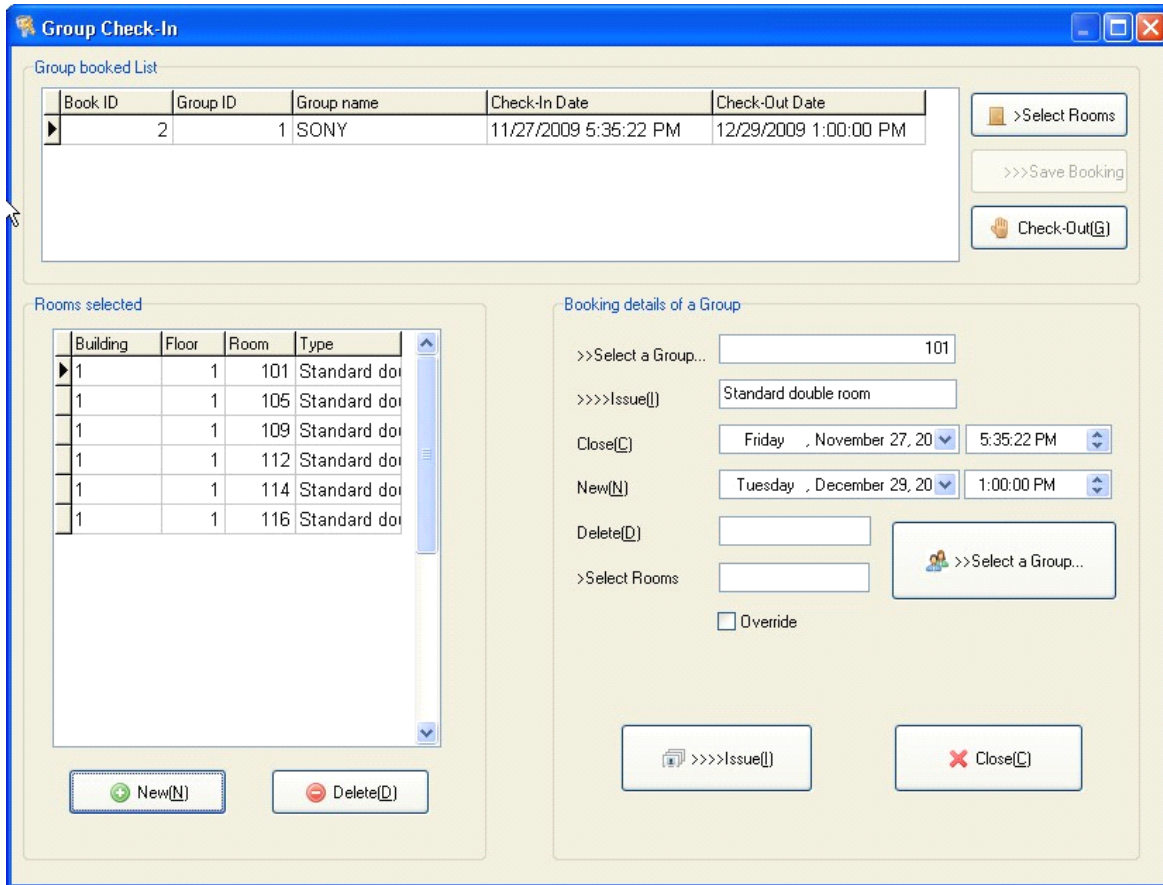 Group Check-In
Group booked List
Book ID Group ID Group name Check-In Date Check-Out Date
2 1 SONY 11/27/2009 5:35:22 PM 12/29/2009 1:00:00 PM
>Select Rooms
>>>Save Booking
Check-Out(G)
Rooms selected
Building Floor Room Type
1 1 101 Standard dou
1 1 105 Standard dou
1 1 109 Standard dou
1 1 112 Standard dou
1 1 114 Standard dou
1 1 116 Standard dou
New(N) Delete(D)
Booking details of a Group
>>Select a Group... 101
>>>>Issue(I) Standard double room
Close(C) Friday , November 27, 20 5:35:22 PM
New(N) Tuesday , December 29, 20 1:00:00 PM
Delete(D)
>Select Rooms
>>Select a Group...
Override
>>>>Issue(I) Close(C)